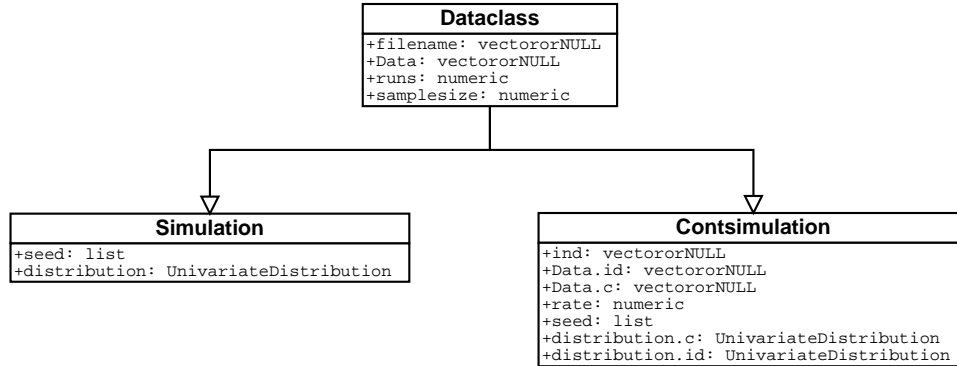 Dataclass
+filename: vectororNULL
+Data: vectororNULL
+runs: numeric
+samplesize: numeric
Simulation
+seed: list
+distribution: UnivariateDistribution
Contsimulation
+ind: vectororNULL
+Data.id: vectororNULL
+Data.c: vectororNULL
+rate: numeric
+seed: list
+distribution.c: UnivariateDistribution
+distribution.id: UnivariateDistribution